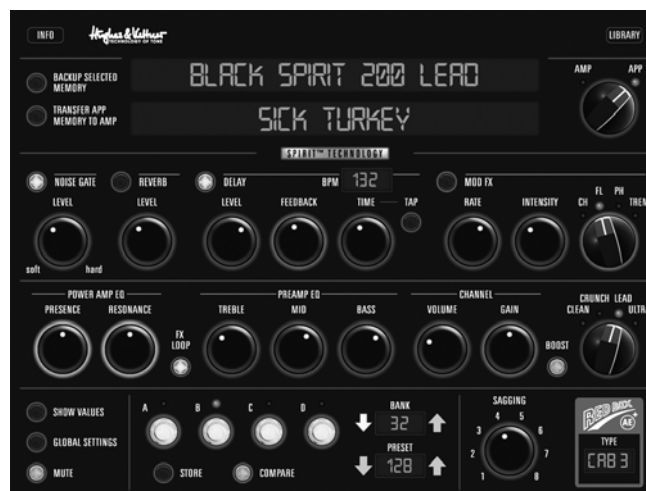 INFO
Hughes & Kettner
TECHNOLOGY OF TONE
LIBRARY
BACKUP SELECTED
MEMORY
TRANSFER APP
MEMORY TO AMP
BLACK SPIRIT 200 LEAD
SICK TURKEY
AMP APP
SPIRIT™ TECHNOLOGY
NOISE GATE REVERB DELAY BPM 132 MOD FX
LEVEL LEVEL LEVEL FEEDBACK TIME TAP RATE INTENSITY CH FL PH TREM
soft hard
POWER AMP EQ PREAMP EQ CHANNEL
PRESENCE RESONANCE FX LOOP TREBLE MID BASS VOLUME GAIN BOOST CLEAN CRUNCH LEAD ULTRA
SHOW VALUES
GLOBAL SETTINGS
MUTE
A B C D
STORE COMPARE
BANK
32
PRESET
128
SAGGING
1 2 3 4 5 6 7 8
RED BOX
AE+
TYPE
CAB 3